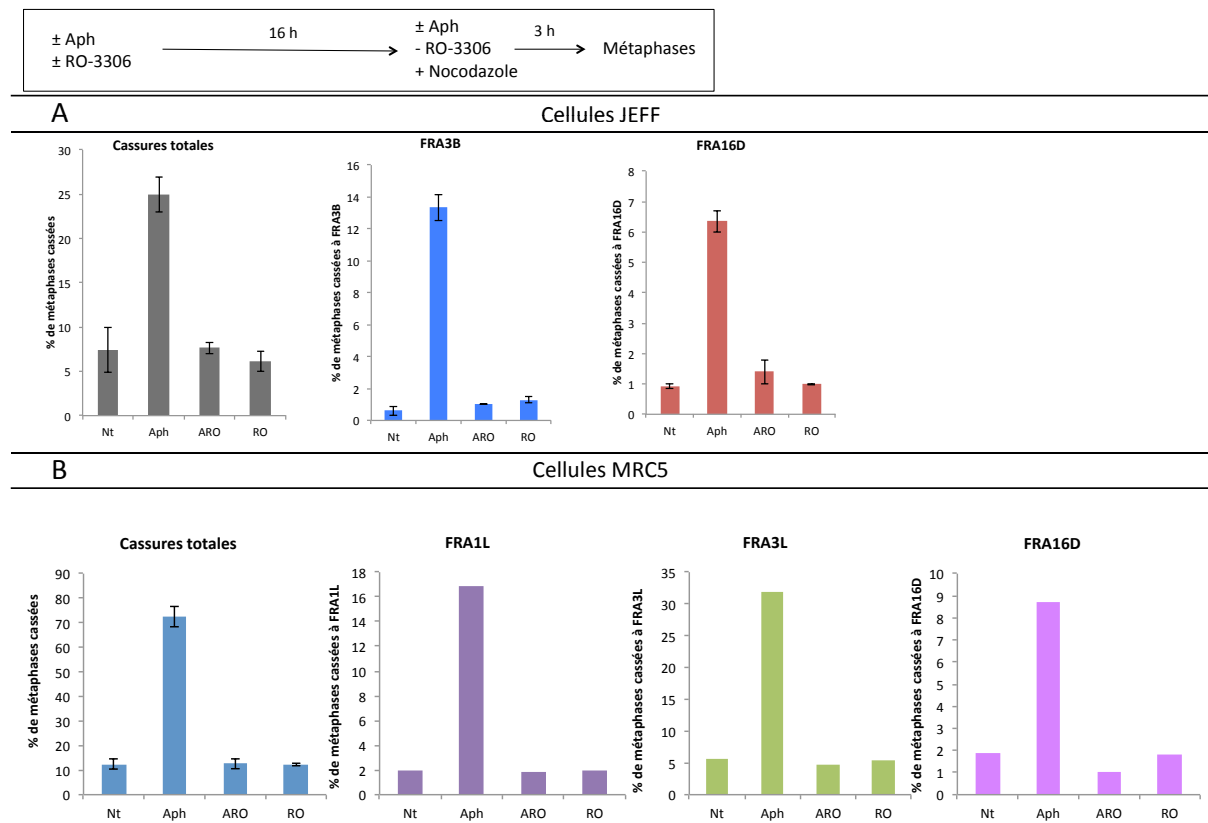 ± Aph
± RO-3306
16 h
± Aph
- RO-3306
+ Nocodazole
3 h
Métaphases
A
Cellules JEFF
Cassures totales
% de métaphases cassées
30
25
20
15
10
5
0
Nt Aph ARO RO
FRA3B
% de métaphases cassées à FRA3B
16
14
12
10
8
6
4
2
0
Nt Aph ARO RO
FRA16D
% de métaphases cassées à FRA16D
8
7
6
5
4
3
2
1
0
Nt Aph ARO RO
B
Cellules MRC5
Cassures totales
% de métaphases cassées
90
80
70
60
50
40
30
20
10
0
Nt Aph ARO RO
FRA1L
% de métaphases cassées à FRA1L
18
16
14
12
10
8
6
4
2
0
Nt Aph ARO RO
FRA3L
% de métaphases cassées à FRA3L
35
30
25
20
15
10
5
0
Nt Aph ARO RO
FRA16D
% de métaphases cassées à FRA16D
10
9
8
7
6
5
4
3
2
1
0
Nt Aph ARO RO